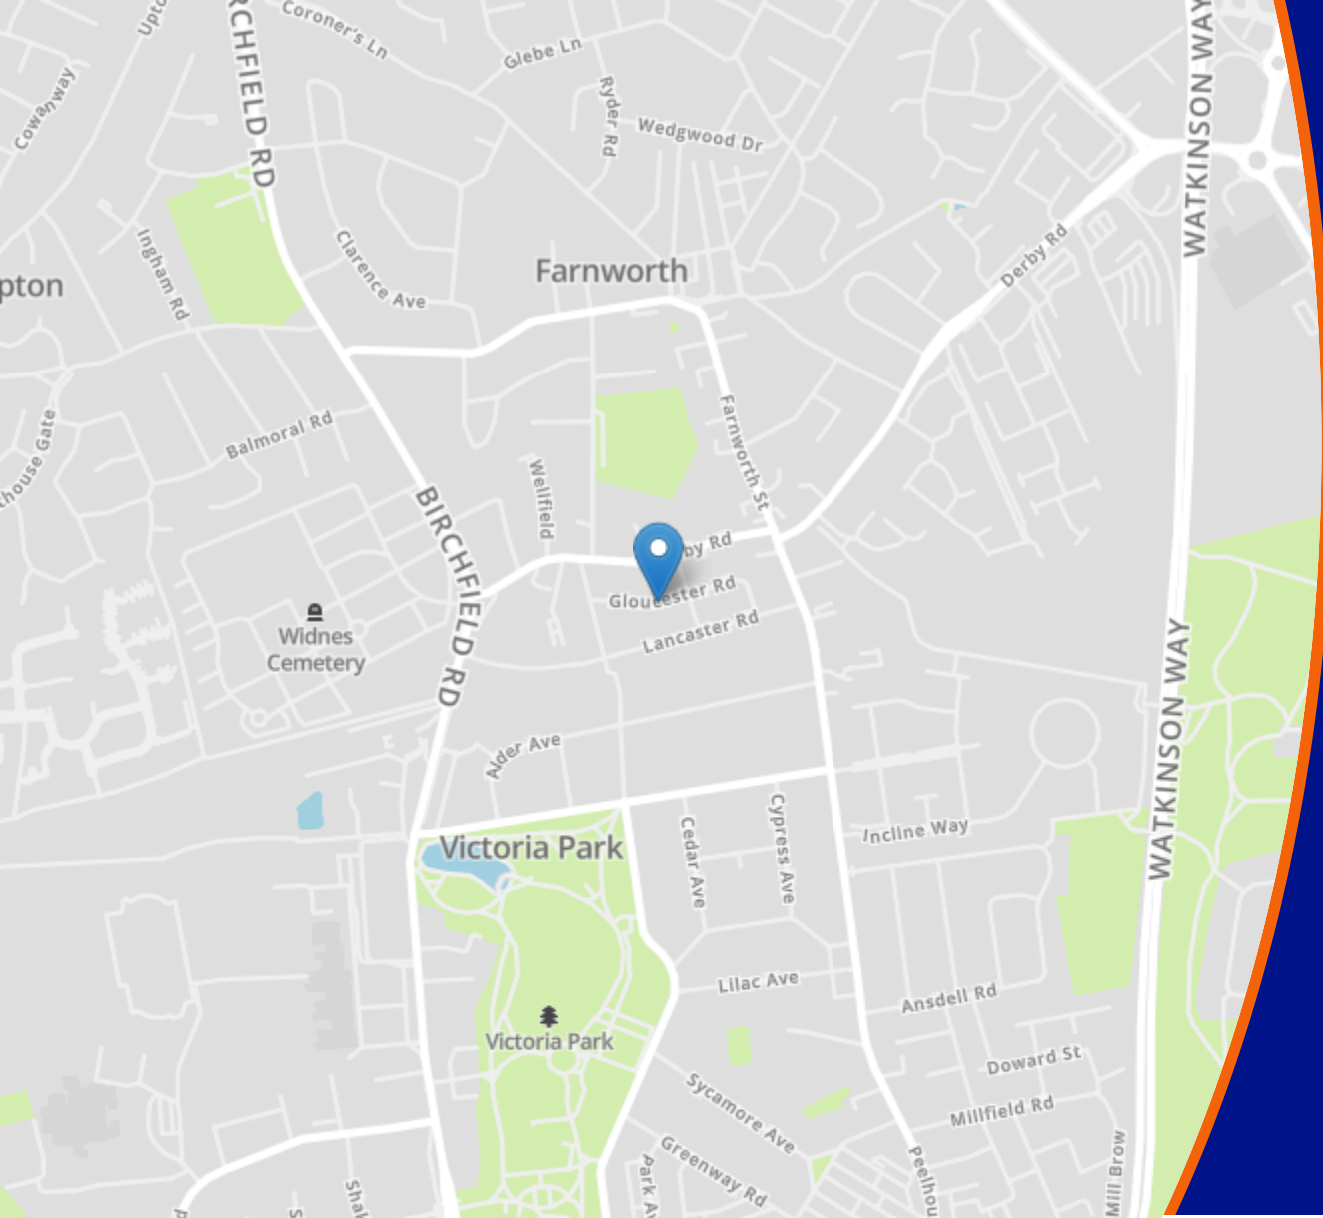 BIRCHFIELD RD
Coroner's Ln
Glebe Ln
Cowanway
Ryder Rd
Wedgwood Dr
WATKINSON WAY
Ingham Rd
Clarence Ave
Farnworth
Derby Rd
Balmoral Rd
Farnworth St
Wellfield
BIRCHFIELD RD
Gloucester Rd
Lancaster Rd
Widnes
Cemetery
WATKINSON WAY
Alder Ave
Victoria Park
Cedar Ave
Cypress Ave
Incline Way
Lilac Ave
Ansdell Rd
Victoria Park
Doward St
Sycamore Ave
Millfield Rd
Greenway Rd
Mill Brow